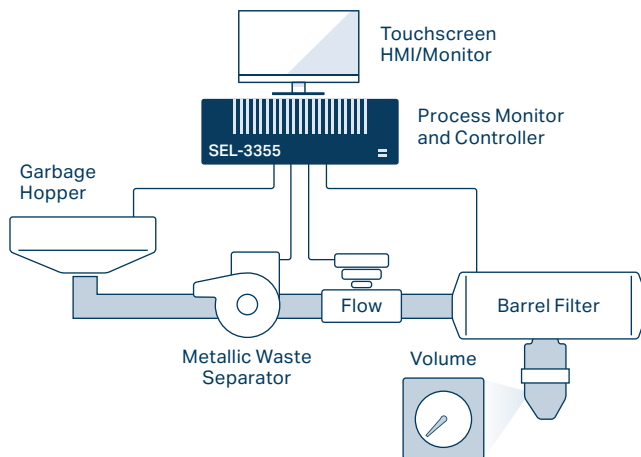 Touchscreen
HMI/Monitor
Process Monitor
and Controller
SEL-3355
Garbage
Hopper
Flow
Barrel Filter
Metallic Waste
Separator
Volume